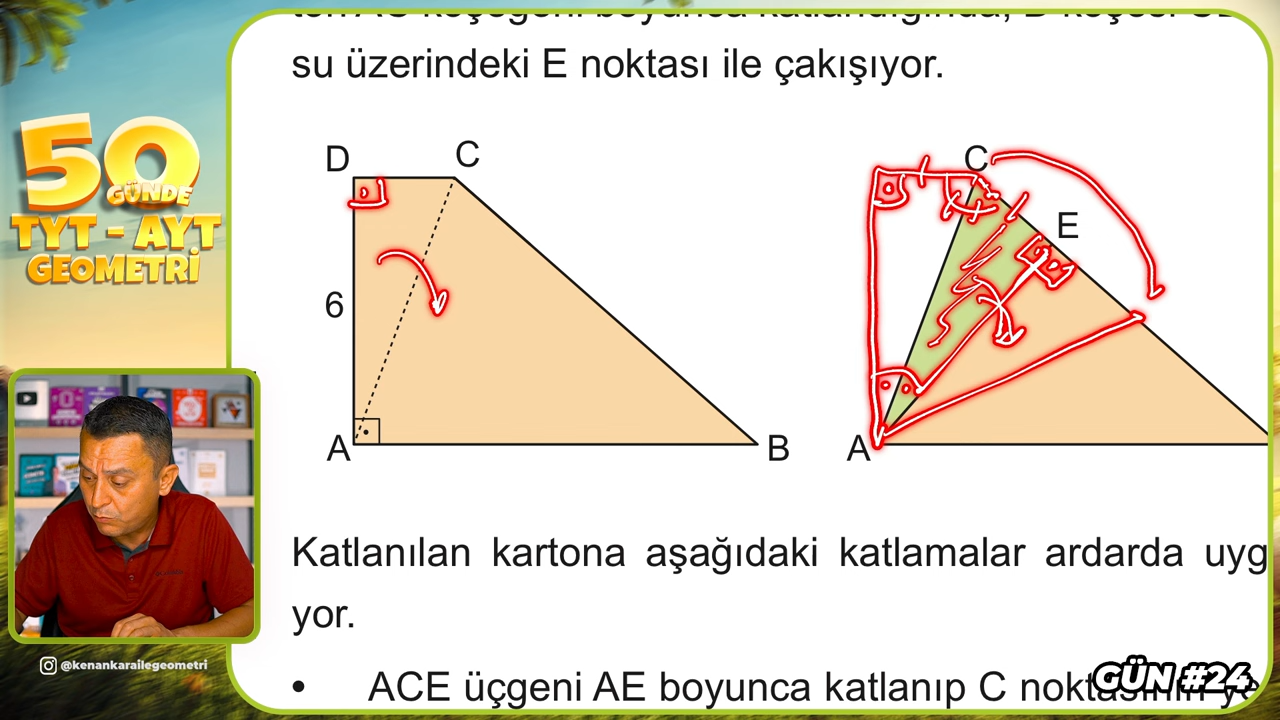 su üzerindeki E noktası ile çakışıyor.
50
GÜNDE
TYT - AYT
GEOMETRİ
D
C
6
A
B
C
E
A
Katlanılan kartona aşağıdaki katlamalar ardarda uyg
yor.
• ACE üçgeni AE boyunca katlanıp C
GÜN #24
@kenankarailegeometri